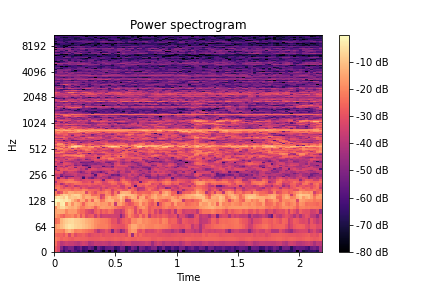 Power spectrogram
8192
4096
2048
1024
512
256
128
64
0
Hz
0
0.5
1
1.5
2
Time
-10 dB
-20 dB
-30 dB
-40 dB
-50 dB
-60 dB
-70 dB
-80 dB